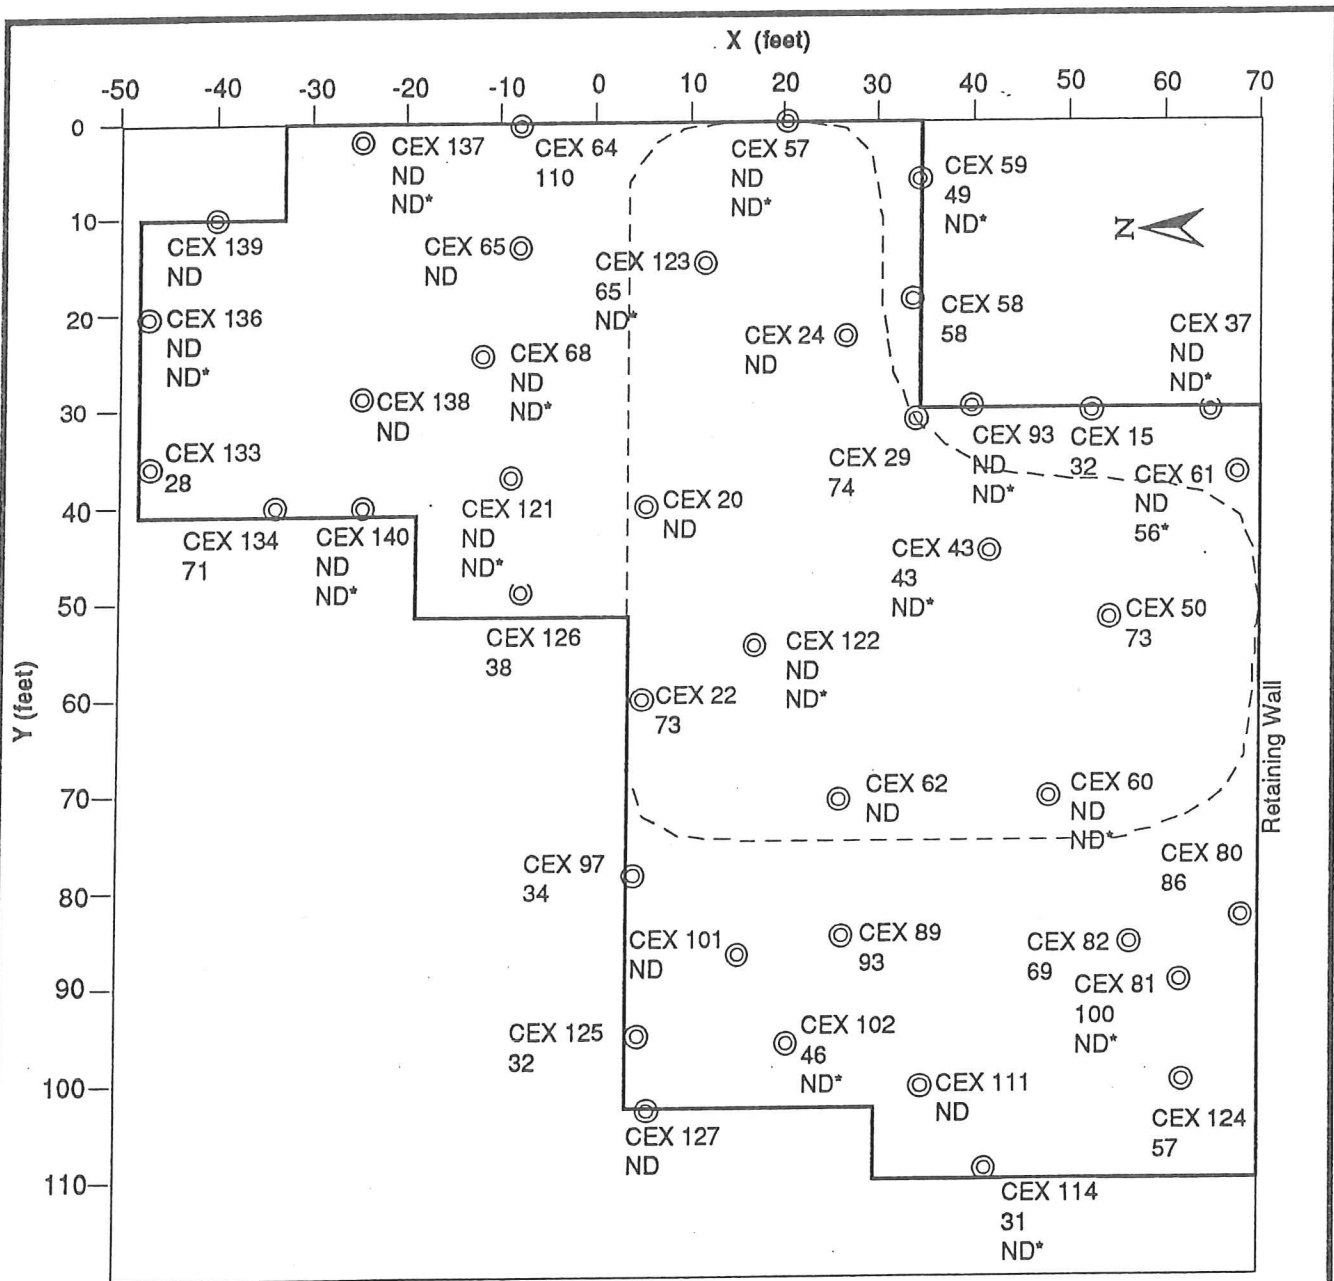 X (feet)
-50 -40 -30 -20 -10 0 10 20 30 40 50 60 70
0
10
20
30
40
50
60
70
80
90
100
110
Y (feet)
CEX 137
ND
ND*
CEX 64
110
CEX 57
ND
ND*
CEX 59
49
ND*
N
CEX 139
ND
CEX 65
ND
CEX 123
65
ND*
CEX 58
58
CEX 37
ND
ND*
CEX 136
ND
ND*
CEX 68
ND
ND*
CEX 24
ND
CEX 138
ND
CEX 93
ND
ND*
CEX 15
32
CEX 29
74
CEX 133
28
CEX 61
ND
56*
CEX 20
ND
CEX 121
ND
ND*
CEX 134
71
CEX 140
ND
ND*
CEX 43
43
ND*
CEX 50
73
CEX 126
38
CEX 122
ND
ND*
CEX 22
73
Retaining Wall
CEX 62
ND
CEX 60
ND
ND*
CEX 97
34
CEX 80
86
CEX 101
ND
CEX 89
93
CEX 82
69
CEX 81
100
ND*
CEX 125
32
CEX 102
46
ND*
CEX 111
ND
CEX 124
57
CEX 127
ND
CEX 114
31
ND*